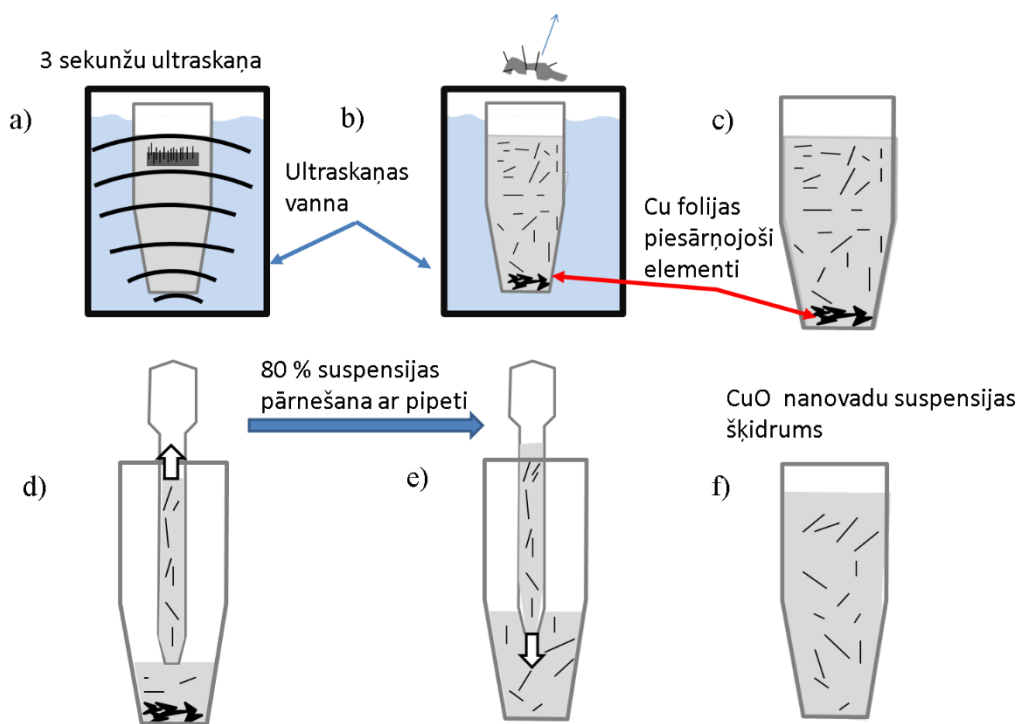 3 sekunžu ultraskaņa
a)
b)
c)
Ultraskaņas
vanna
Cu folijas
piesārņojoši
elementi
80 % suspensijas
pārnešana ar pipeti
CuO nanovadu suspensijas
šķidrums
d)
e)
f)